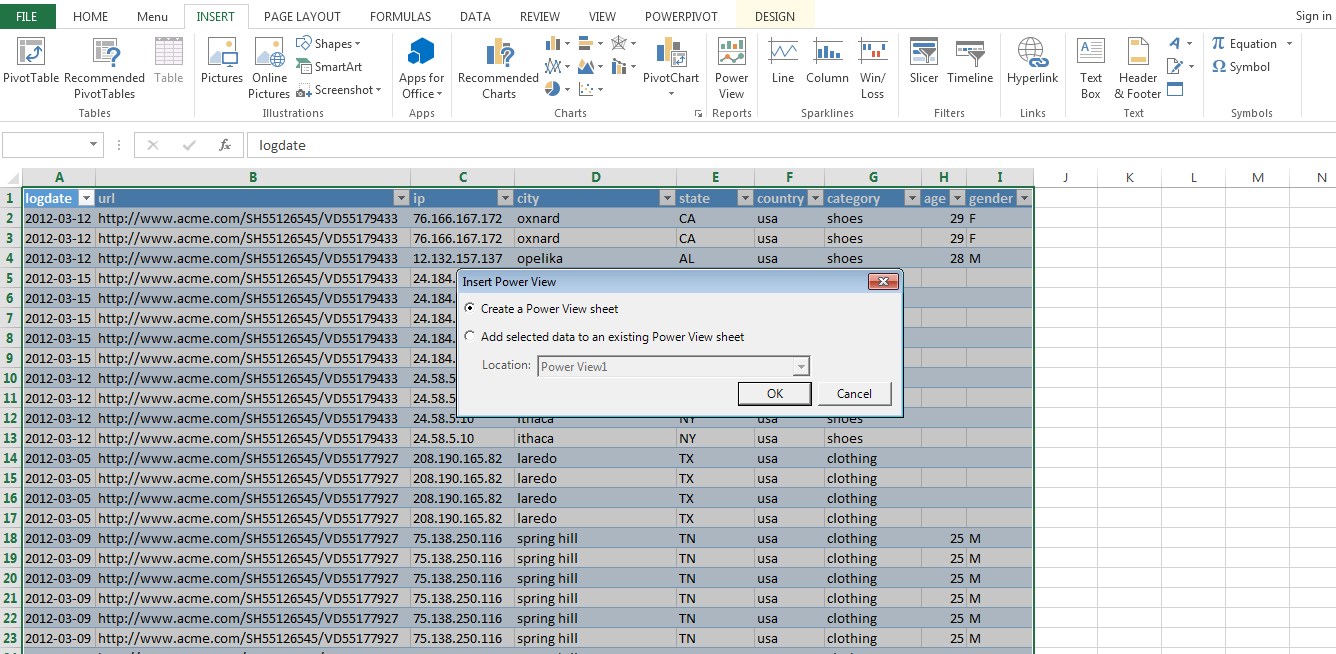 FILE HOME Menu INSERT PAGE LAYOUT FORMULAS DATA REVIEW VIEW POWERPIVOT DESIGN Sign in
PivotTable Recommended PivotTables Table
Tables
Pictures Online Pictures Shapes SmartArt Screenshot
Illustrations
Apps for Office
Apps
Recommended Charts PivotChart
Charts
Power View
Reports
Line Column Win/Loss
Sparklines
Slicer Timeline
Filters
Hyperlink
Links
Text Box Header & Footer
Text
π Equation
Ω Symbol
Symbols
fx logdate
A B C D E F G H I J K L M N
1 logdate url ip city state country category age gender
2 2012-03-12 http://www.acme.com/SH55126545/VD55179433 76.166.167.172 oxnard CA usa shoes 29 F
3 2012-03-12 http://www.acme.com/SH55126545/VD55179433 76.166.167.172 oxnard CA usa shoes 29 F
4 2012-03-12 http://www.acme.com/SH55126545/VD55179433 12.132.157.137 opelika AL usa shoes 28 M
5 2012-03-15 http://www.acme.com/SH55126545/VD55179433 24.184.
6 2012-03-15 http://www.acme.com/SH55126545/VD55179433 24.184.
7 2012-03-15 http://www.acme.com/SH55126545/VD55179433 24.184.
8 2012-03-15 http://www.acme.com/SH55126545/VD55179433 24.184.
9 2012-03-15 http://www.acme.com/SH55126545/VD55179433 24.184.
10 2012-03-12 http://www.acme.com/SH55126545/VD55179433 24.58.5
11 2012-03-12 http://www.acme.com/SH55126545/VD55179433 24.58.5
12 2012-03-12 http://www.acme.com/SH55126545/VD55179433 24.58.5.10 ithaca NY usa shoes
13 2012-03-12 http://www.acme.com/SH55126545/VD55179433 24.58.5.10 ithaca NY usa shoes
14 2012-03-05 http://www.acme.com/SH55126545/VD55177927 208.190.165.82 laredo TX usa clothing
15 2012-03-05 http://www.acme.com/SH55126545/VD55177927 208.190.165.82 laredo TX usa clothing
16 2012-03-05 http://www.acme.com/SH55126545/VD55177927 208.190.165.82 laredo TX usa clothing
17 2012-03-05 http://www.acme.com/SH55126545/VD55177927 208.190.165.82 laredo TX usa clothing
18 2012-03-09 http://www.acme.com/SH55126545/VD55177927 75.138.250.116 spring hill TN usa clothing 25 M
19 2012-03-09 http://www.acme.com/SH55126545/VD55177927 75.138.250.116 spring hill TN usa clothing 25 M
20 2012-03-09 http://www.acme.com/SH55126545/VD55177927 75.138.250.116 spring hill TN usa clothing 25 M
21 2012-03-09 http://www.acme.com/SH55126545/VD55177927 75.138.250.116 spring hill TN usa clothing 25 M
22 2012-03-09 http://www.acme.com/SH55126545/VD55177927 75.138.250.116 spring hill TN usa clothing 25 M
23 2012-03-09 http://www.acme.com/SH55126545/VD55177927 75.138.250.116 spring hill TN usa clothing 25 M
Insert Power View
Create a Power View sheet
Add selected data to an existing Power View sheet
Location: Power View1
OK Cancel